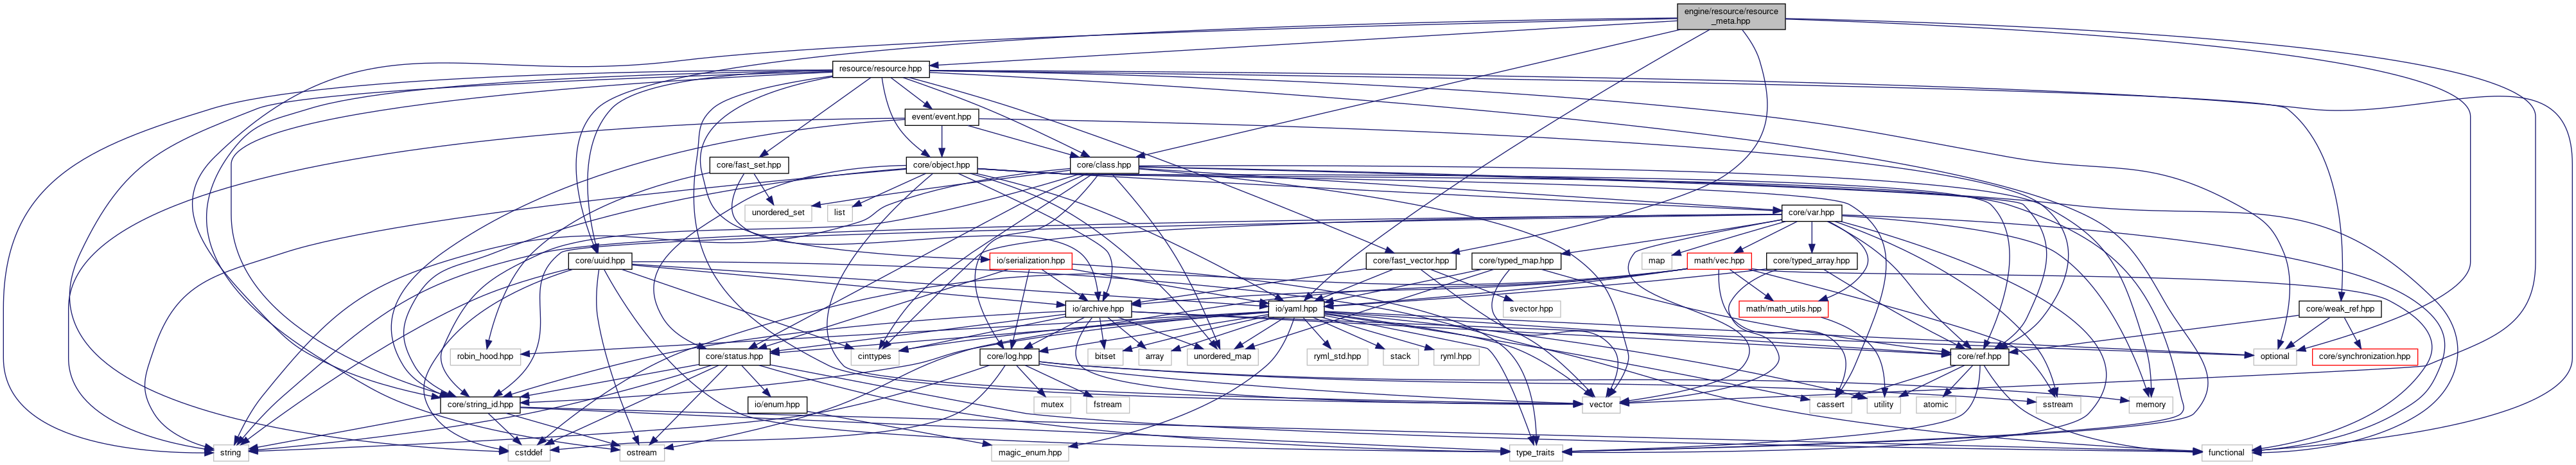 engine/resource/resource
_meta.hpp
resource/resource.hpp
event/event.hpp
core/fast_set.hpp
core/object.hpp
core/class.hpp
unordered_set
list
core/var.hpp
core/uuid.hpp
io/serialization.hpp
core/fast_vector.hpp
core/typed_map.hpp
map
math/vec.hpp
core/typed_array.hpp
io/archive.hpp
io/yaml.hpp
svector.hpp
math/math_utils.hpp
core/weak_ref.hpp
robin_hood.hpp
core/status.hpp
cinttypes
core/log.hpp
bitset
array
unordered_map
ryml_std.hpp
stack
ryml.hpp
core/ref.hpp
optional
core/synchronization.hpp
core/string_id.hpp
io/enum.hpp
mutex
fstream
vector
cassert
utility
atomic
sstream
memory
string
cstddef
ostream
magic_enum.hpp
type_traits
functional